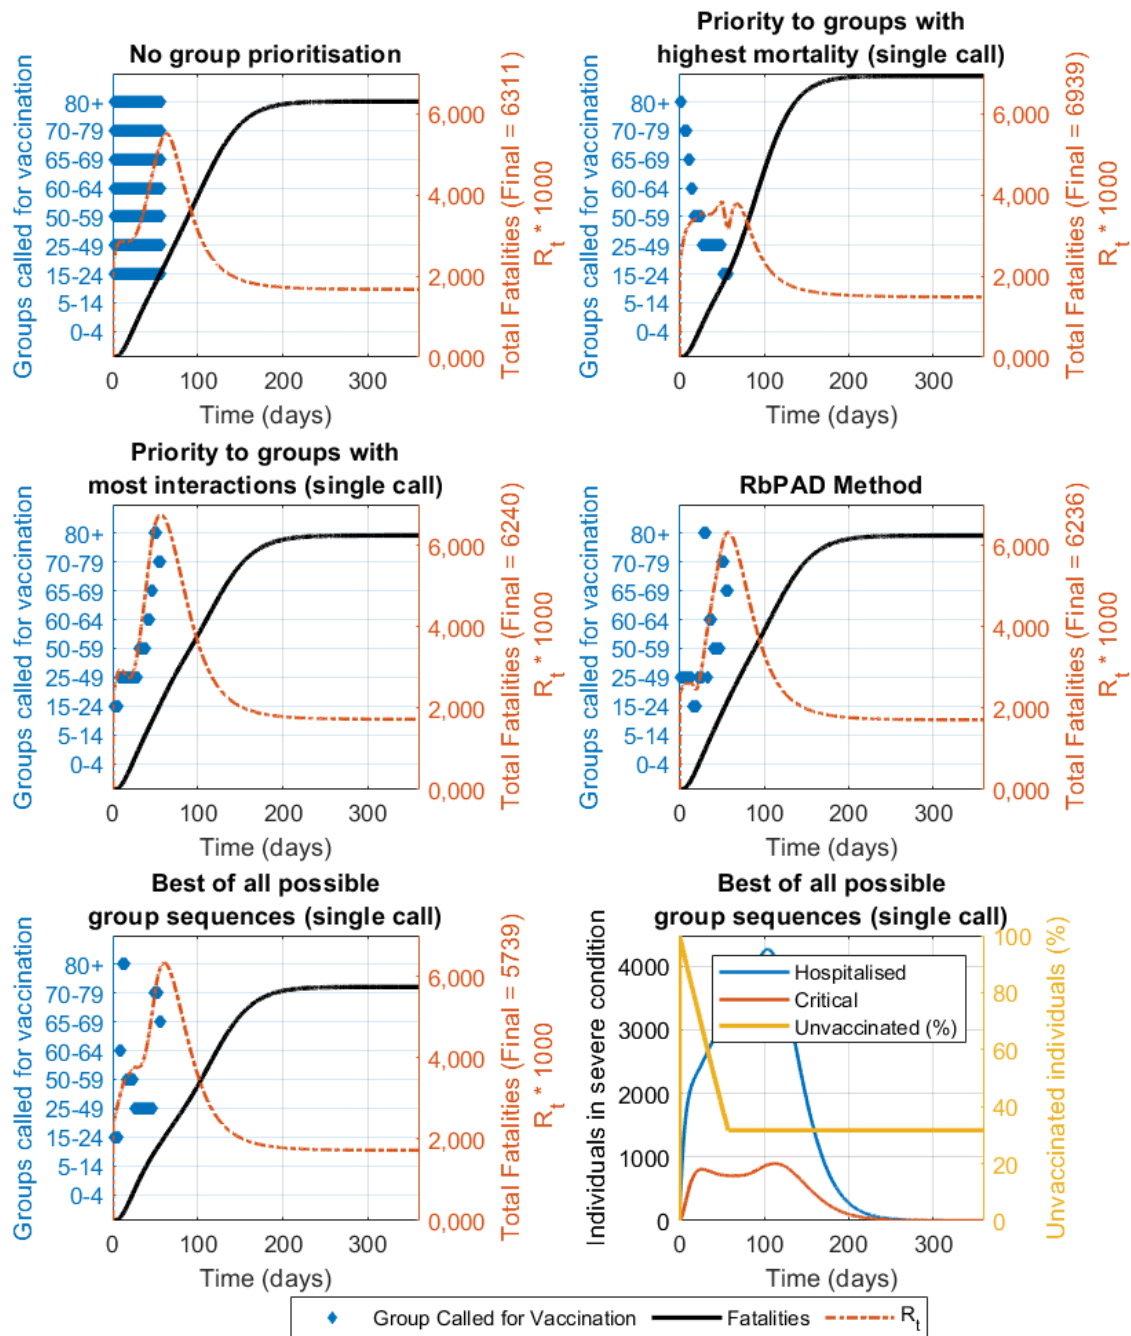 No group prioritisation
Groups called for vaccination
80+
70-79
65-69
60-64
50-59
25-49
15-24
5-14
0-4
6,000
4,000
2,000
0,000
Total Fatalities (Final = 6311)
R_t * 1000
0 100 200 300
Time (days)
Priority to groups with
highest mortality (single call)
Groups called for vaccination
80+
70-79
65-69
60-64
50-59
25-49
15-24
5-14
0-4
6,000
4,000
2,000
0,000
Total Fatalities (Final = 6939)
R_t * 1000
0 100 200 300
Time (days)
Priority to groups with
most interactions (single call)
Groups called for vaccination
80+
70-79
65-69
60-64
50-59
25-49
15-24
5-14
0-4
6,000
4,000
2,000
0,000
Total Fatalities (Final = 6240)
R_t * 1000
0 100 200 300
Time (days)
RbPAD Method
Groups called for vaccination
80+
70-79
65-69
60-64
50-59
25-49
15-24
5-14
0-4
6,000
4,000
2,000
0,000
Total Fatalities (Final = 6236)
R_t * 1000
0 100 200 300
Time (days)
Best of all possible
group sequences (single call)
Groups called for vaccination
80+
70-79
65-69
60-64
50-59
25-49
15-24
5-14
0-4
6,000
4,000
2,000
0,000
Total Fatalities (Final = 5739)
R_t * 1000
0 100 200 300
Time (days)
Best of all possible
group sequences (single call)
Individuals in severe condition
4000
3000
2000
1000
0
Hospitalised
Critical
Unvaccinated (%)
100
80
60
40
20
0
Unvaccinated individuals (%)
0 100 200 300
Time (days)
Group Called for Vaccination Fatalities R_t